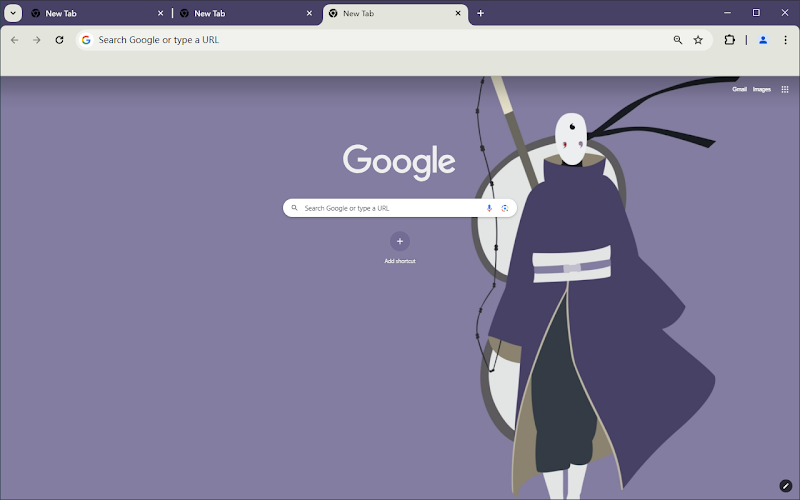 New Tab
New Tab
New Tab
Search Google or type a URL
Gmail Images
Google
Search Google or type a URL
Add shortcut